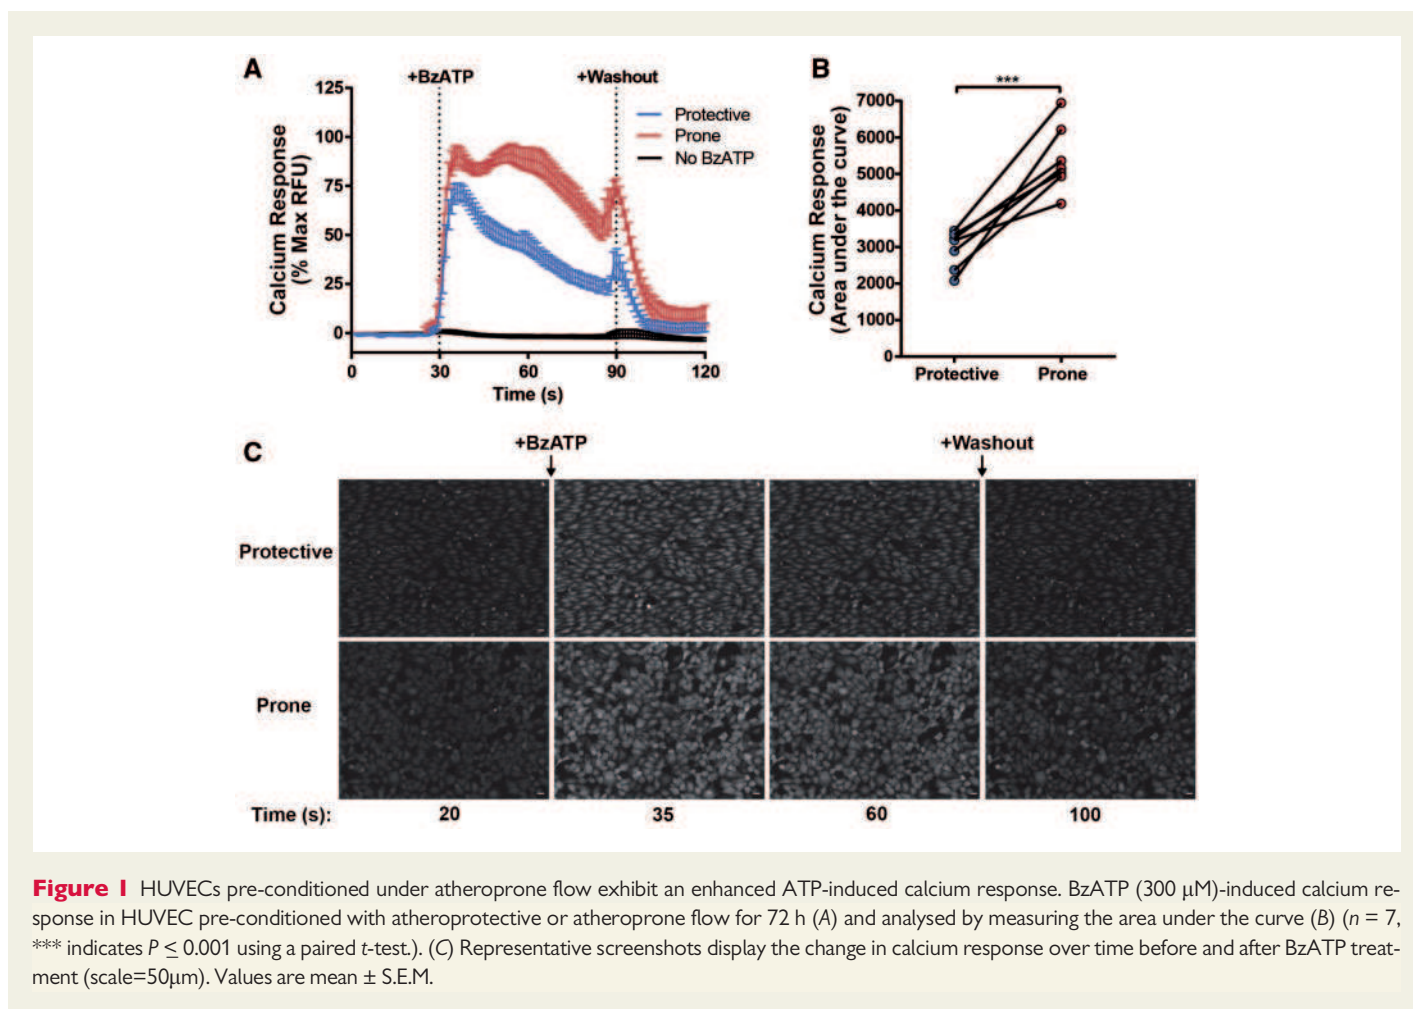 A
B
+BzATP
+Washout
***
Calcium Response
(% Max RFU)
125
100
75
50
25
0
Protective
Prone
No BzATP
0
30
60
90
120
Time (s)
Calcium Response
(Area under the curve)
7000
6000
5000
4000
3000
2000
1000
0
Protective
Prone
C
+BzATP
+Washout
Protective
Prone
Time (s):
20
35
60
100
Figure 1 HUVECs pre-conditioned under atheroprone flow exhibit an enhanced ATP-induced calcium response. BzATP (300 μM)-induced calcium re-
sponse in HUVEC pre-conditioned with atheroprotective or atheroprone flow for 72 h (A) and analysed by measuring the area under the curve (B) (n = 7,
*** indicates P ≤ 0.001 using a paired t-test.). (C) Representative screenshots display the change in calcium response over time before and after BzATP treat-
ment (scale=50μm). Values are mean ± S.E.M.